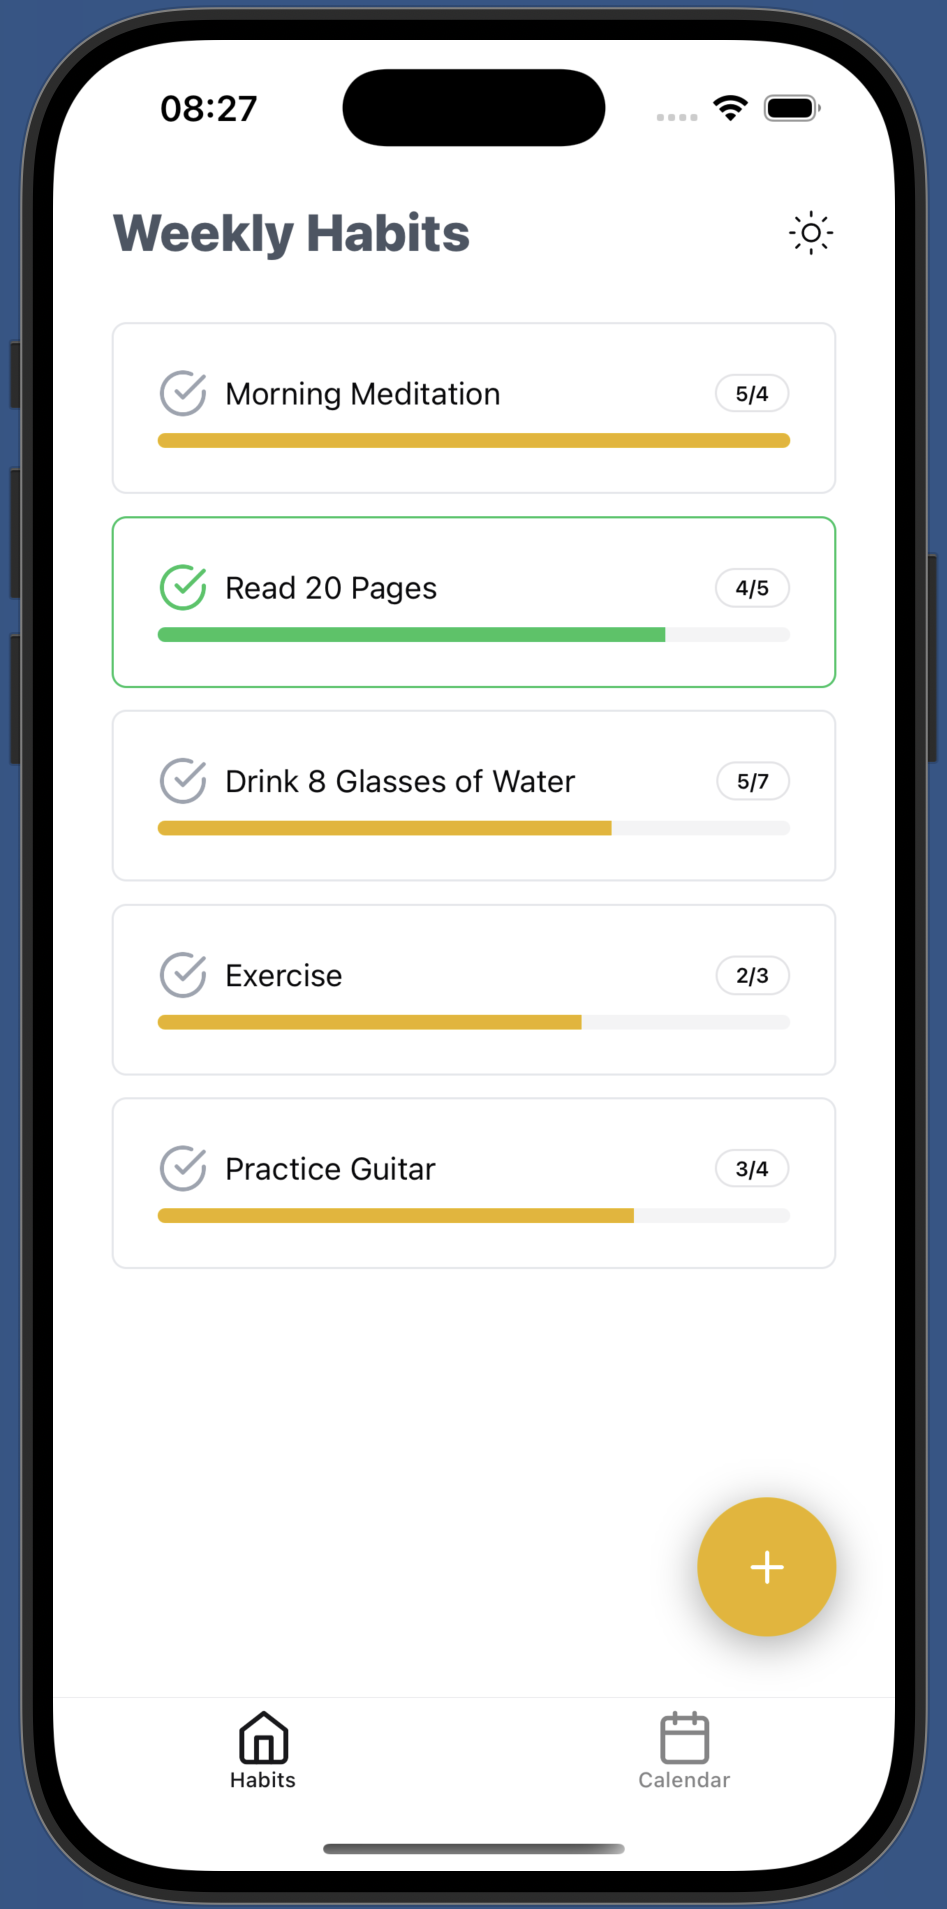 08:27
Weekly Habits
Morning Meditation 5/4
Read 20 Pages 4/5
Drink 8 Glasses of Water 5/7
Exercise 2/3
Practice Guitar 3/4
Habits Calendar